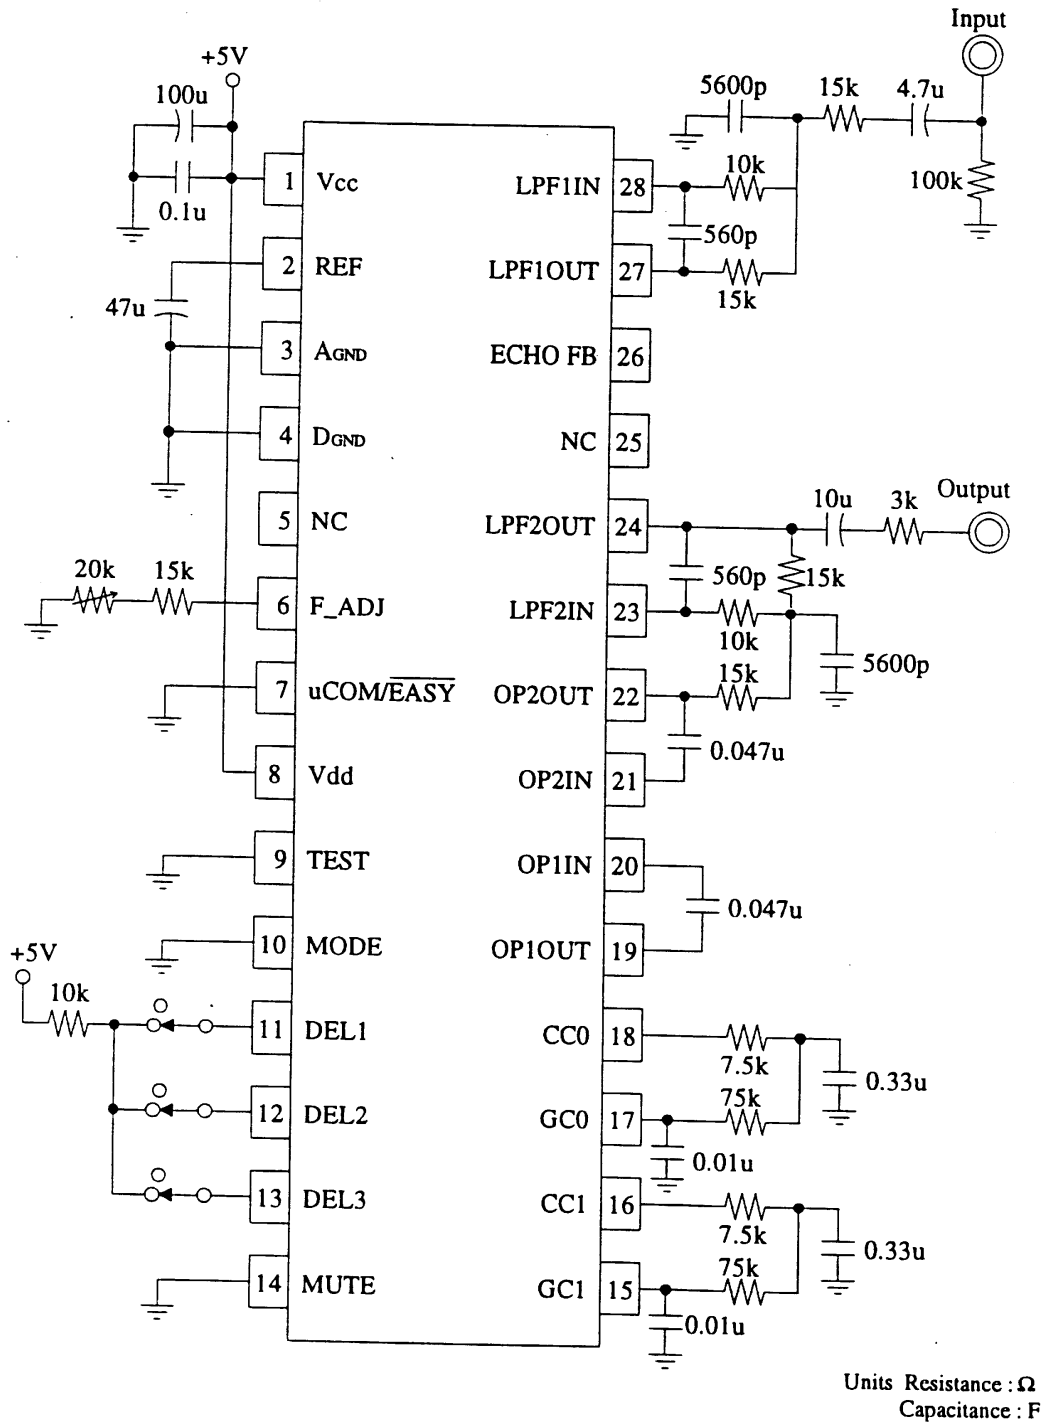 Input
+5V
100u
0.1u
5600p
15k
4.7u
100k
10k
560p
15k
1 Vcc
LPF1IN 28
2 REF
LPF1OUT 27
47u
3 AGND
ECHO FB 26
4 DGND
NC 25
5 NC
LPF2OUT 24
10u
3k
Output
20k
15k
6 F_ADJ
LPF2IN 23
560p
15k
10k
5600p
7 uCOM/EASY
OP2OUT 22
15k
0.047u
8 Vdd
OP2IN 21
9 TEST
OP1IN 20
0.047u
10 MODE
OP1OUT 19
+5V
10k
11 DEL1
CC0 18
7.5k
0.33u
12 DEL2
GC0 17
75k
0.01u
13 DEL3
CC1 16
7.5k
0.33u
14 MUTE
GC1 15
75k
0.01u
Units Resistance : Ω
Capacitance : F